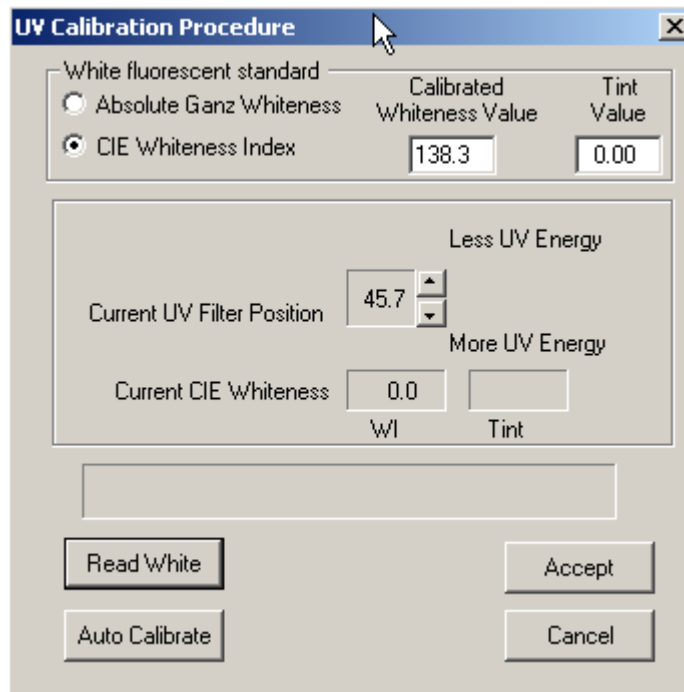 UV Calibration Procedure
White fluorescent standard
Absolute Ganz Whiteness
CIE Whiteness Index
Calibrated
Whiteness Value
138.3
Tint
Value
0.00
Less UV Energy
Current UV Filter Position
45.7
More UV Energy
Current CIE Whiteness
0.0
WI
Tint
Read White
Accept
Auto Calibrate
Cancel